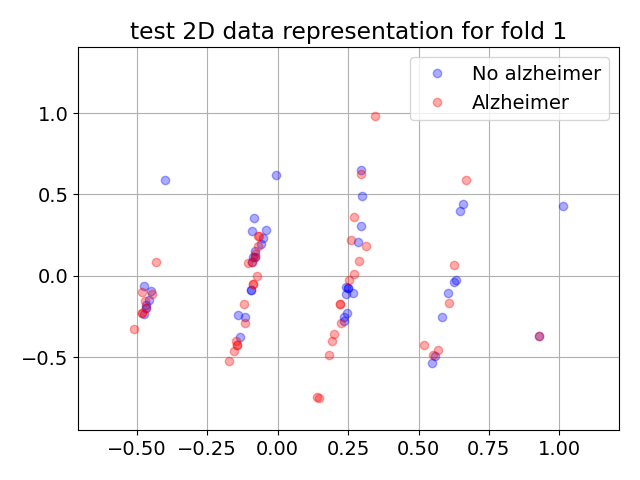 test 2D data representation for fold 1
No alzheimer
Alzheimer
1.0
0.5
0.0
−0.5
−0.50 −0.25 0.00 0.25 0.50 0.75 1.00